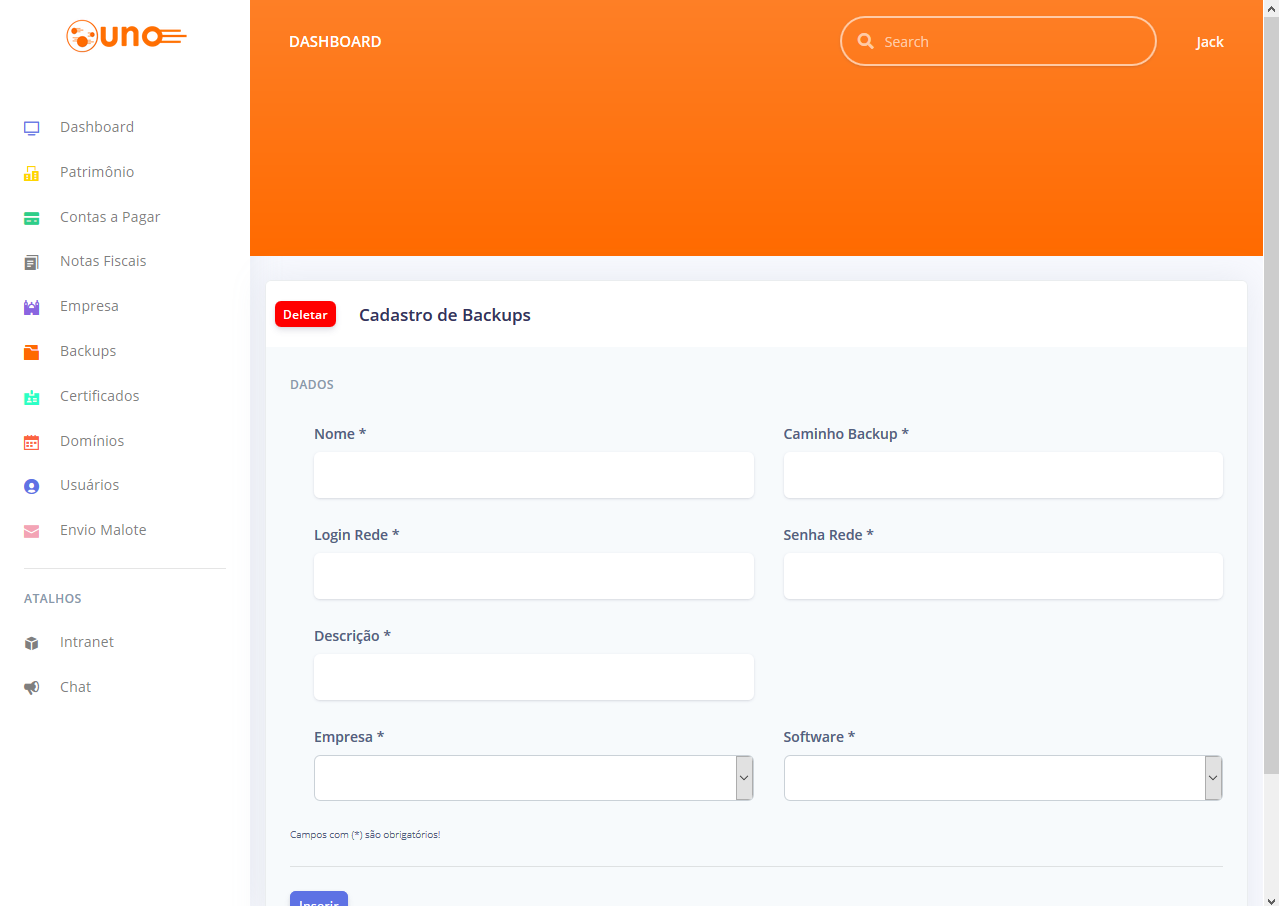 uno
DASHBOARD
Search
Jack
Dashboard
Patrimônio
Contas a Pagar
Notas Fiscais
Empresa
Backups
Certificados
Domínios
Usuários
Envio Malote
ATALHOS
Intranet
Chat
Deletar
Cadastro de Backups
DADOS
Nome *
Caminho Backup *
Login Rede *
Senha Rede *
Descrição *
Empresa *
Software *
Campos com (*) são obrigatórios!
Inserir